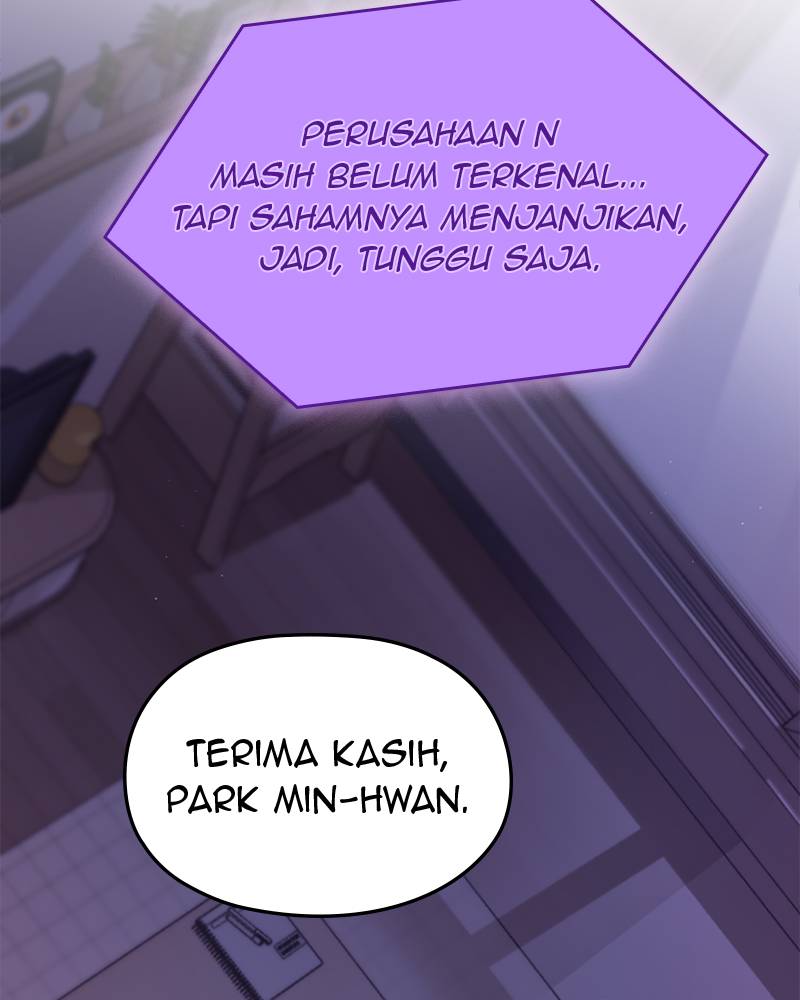 PERUSAHAAN N
MASIH BELUM TERKENAL...
TAPI SAHAMNYA MENJANJIKAN,
JADI, TUNGGU SAJA.
TERIMA KASIH,
PARK MIN-HWAN.